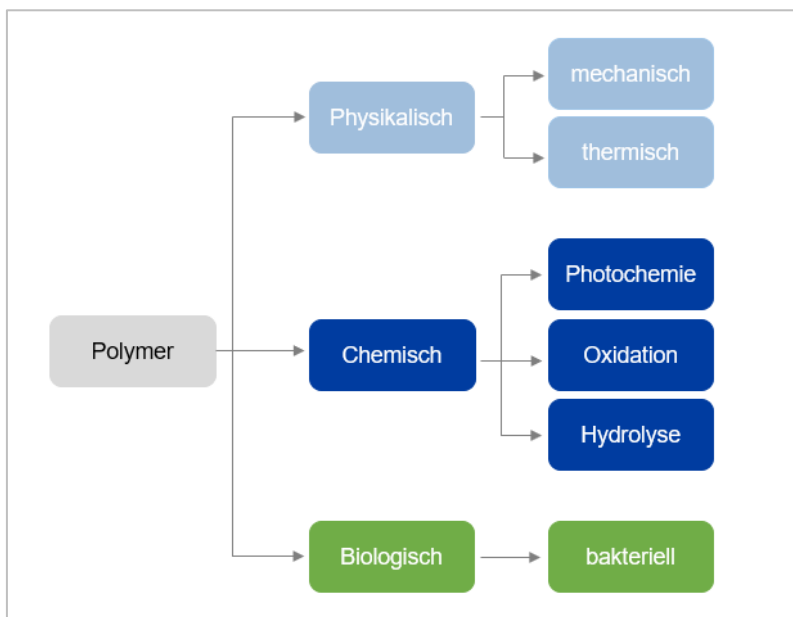 Polymer
Physikalisch
mechanisch
thermisch
Chemisch
Photochemie
Oxidation
Hydrolyse
Biologisch
bakteriell